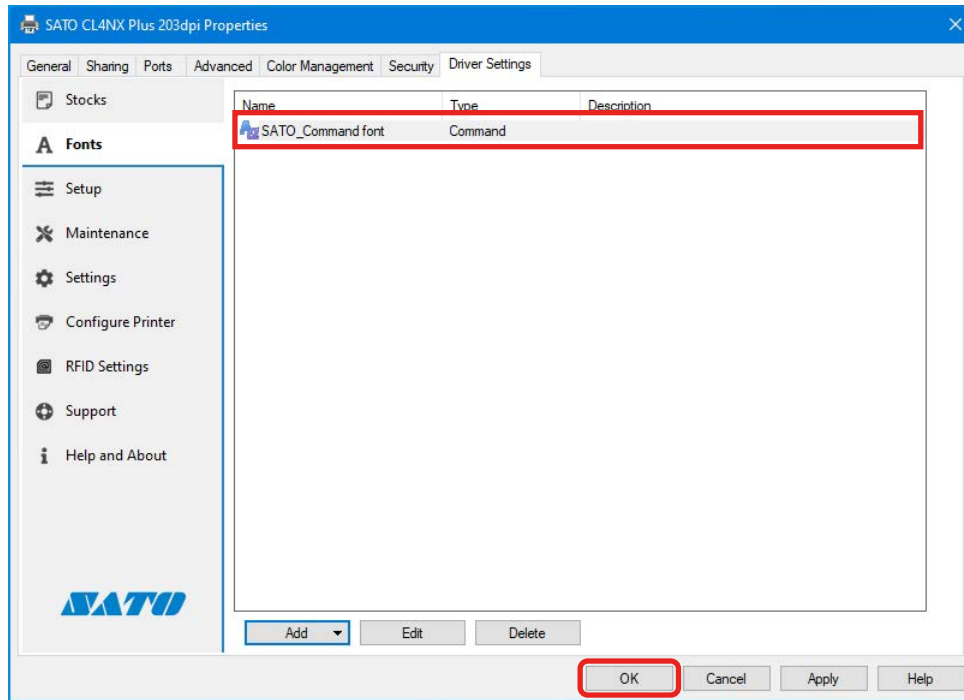 SATO CL4NX Plus 203dpi Properties
General Sharing Ports Advanced Color Management Security Driver Settings
Stocks
Fonts
Setup
Maintenance
Settings
Configure Printer
RFID Settings
Support
Help and About
SATO
Name Type Description
SATO_Command font Command
Add Edit Delete
OK Cancel Apply Help